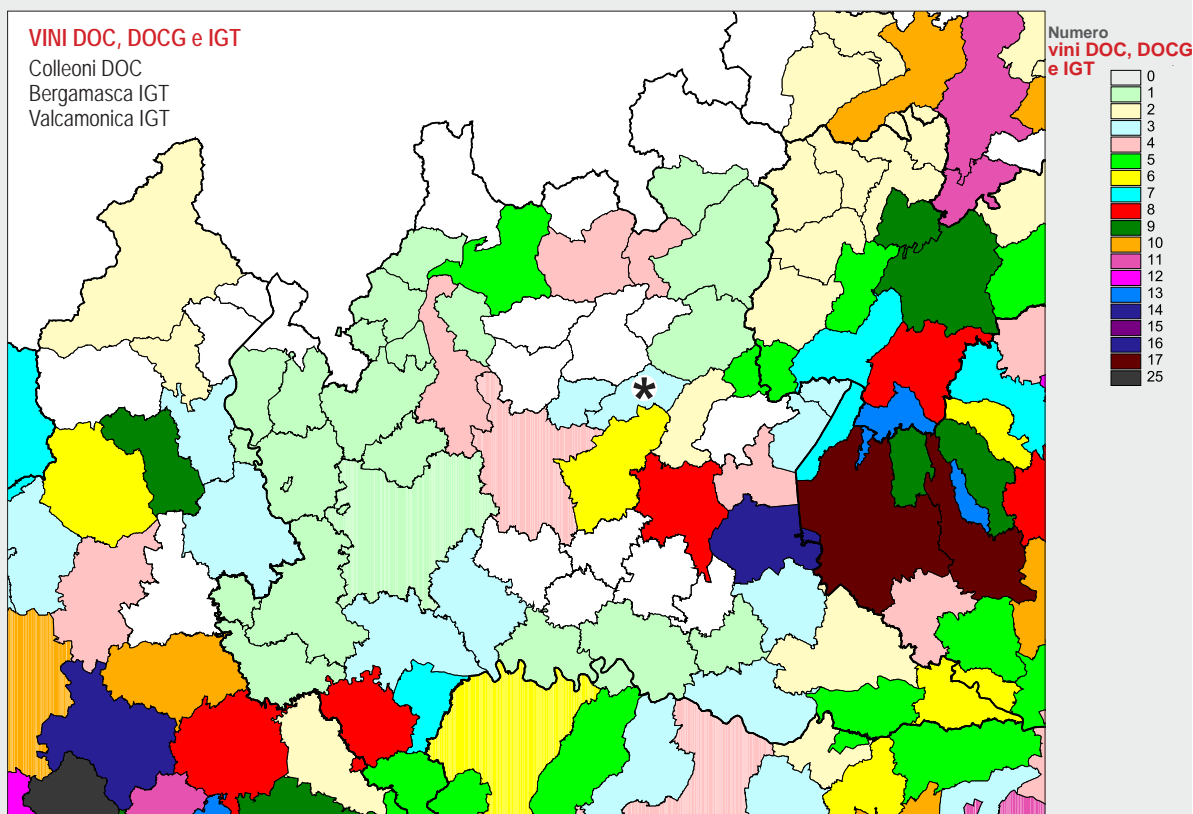 VINI DOC, DOCG e IGT
Colleoni DOC
Bergamasca IGT
Valcamonica IGT
*
Numero
vini DOC, DOCG
e IGT
0
1
2
3
4
5
6
7
8
9
10
11
12
13
14
15
16
17
25